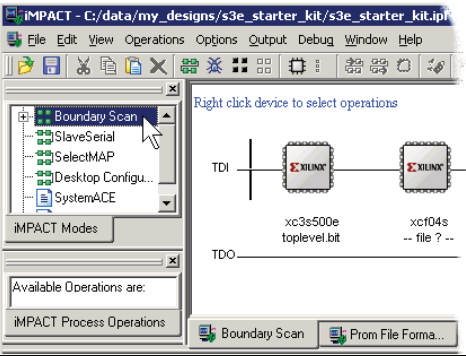 iMPACT - C:/data/my_designs/s3e_starter_kit/s3e_starter_kit.ipf
File Edit View Operations Options Output Debug Window Help
Right click device to select operations
Boundary Scan
SlaveSerial
SelectMAP
Desktop Configu...
SystemACE
iMPACT Modes
TDI
XILINX XILINX
xc3s500e xcf04s
toplevel.bit -- file ? --
TDO
Available Operations are:
iMPACT Process Operations
Boundary Scan Prom File Forma...